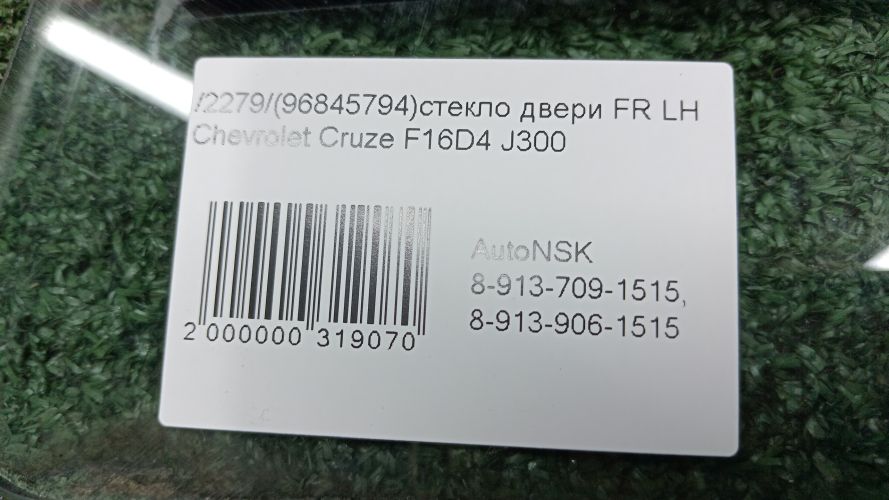 /2279/(96845794)стекло двери FR LH
Chevrolet Cruze F16D4 J300
AutoNSK
8-913-709-1515,
8-913-906-1515
2 000000 319070